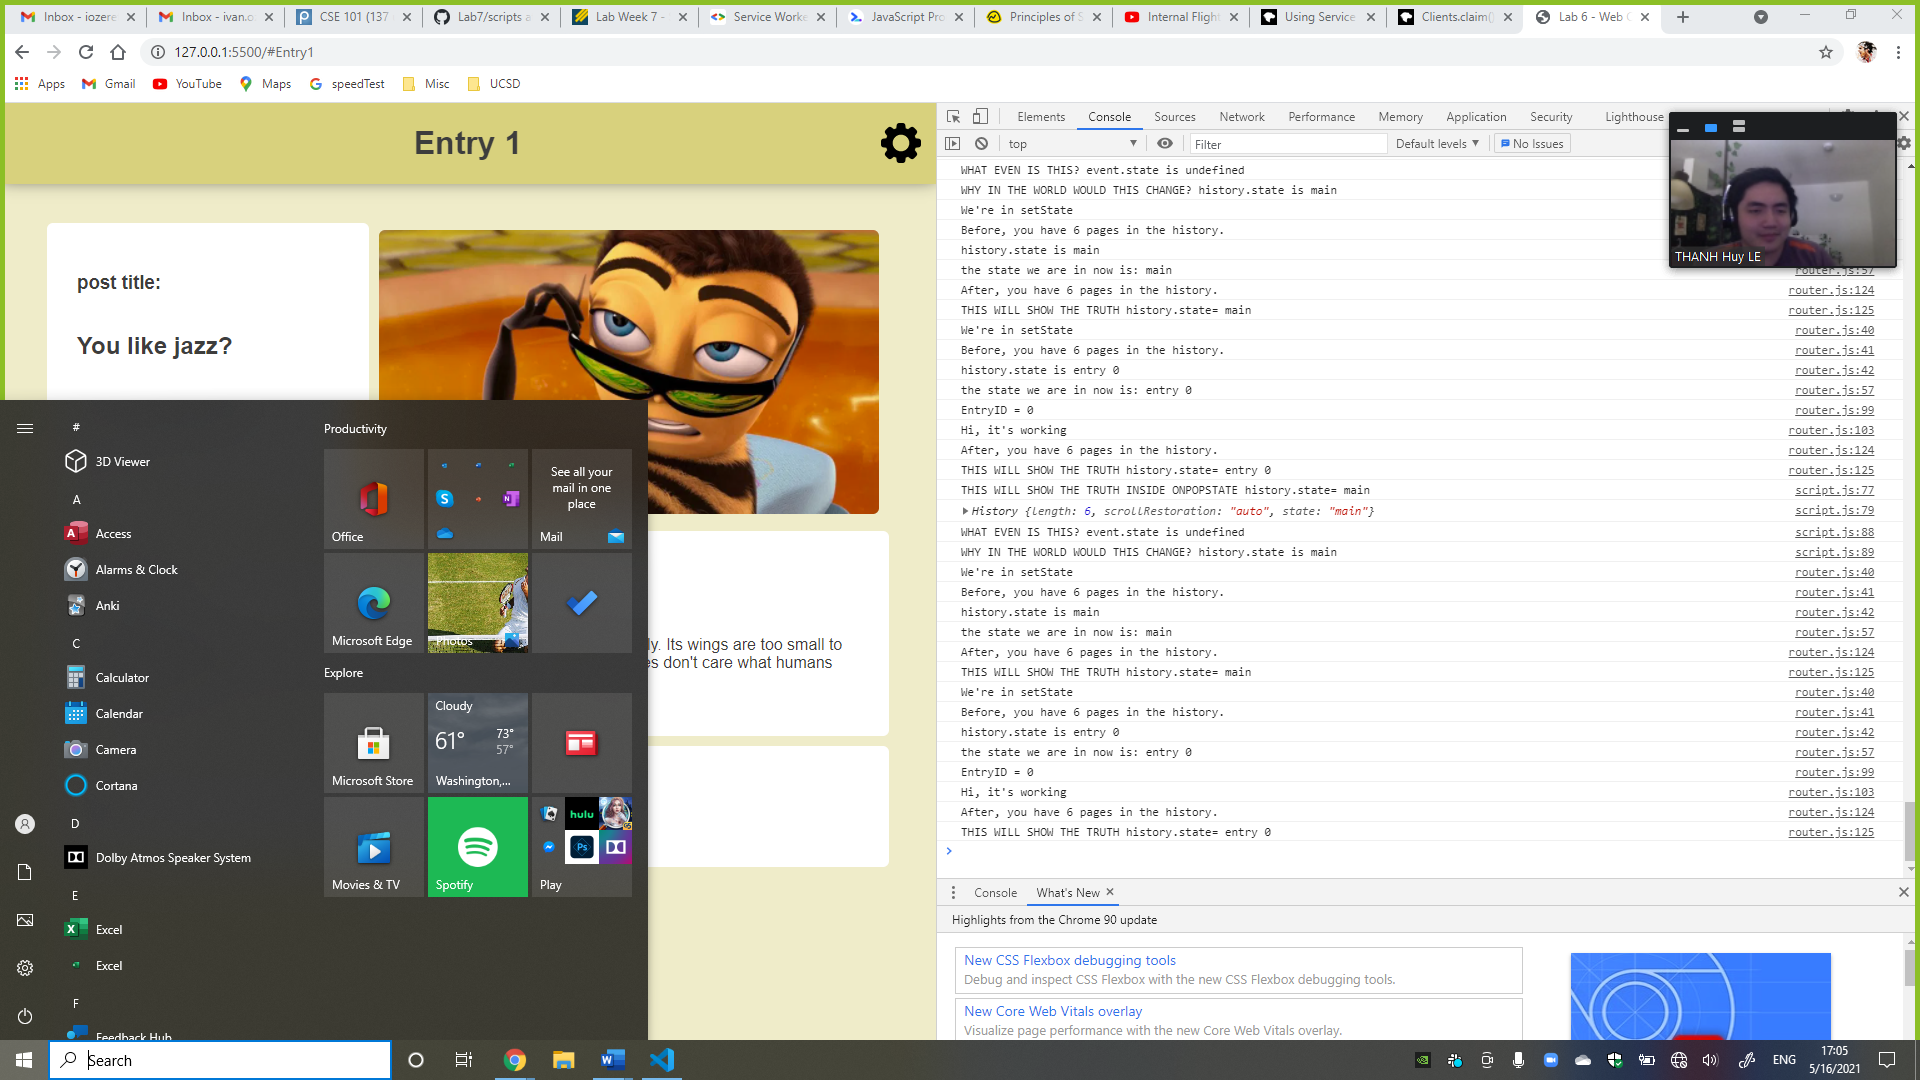 Inbox - iozere
Inbox - ivan.o
CSE 101 (137
Lab7/scripts a
Lab Week 7 -
Service Worke
JavaScript Pro
Principles of S
Internal Flight
Using Service
Clients.claim()
Lab 6 - Web C
127.0.0.1:5500/#Entry1
Apps
Gmail
YouTube
Maps
speedTest
Misc
UCSD
Entry 1
post title:
You like jazz?
ly. Its wings are too small to
es don't care what humans
Elements
Console
Sources
Network
Performance
Memory
Application
Security
Lighthouse
top
Filter
Default levels
No Issues
WHAT EVEN IS THIS? event.state is undefined
WHY IN THE WORLD WOULD THIS CHANGE? history.state is main
We're in setState
Before, you have 6 pages in the history.
history.state is main
the state we are in now is: main router.js:57
After, you have 6 pages in the history. router.js:124
THIS WILL SHOW THE TRUTH history.state= main router.js:125
We're in setState router.js:40
Before, you have 6 pages in the history. router.js:41
history.state is entry 0 router.js:42
the state we are in now is: entry 0 router.js:57
EntryID = 0 router.js:99
Hi, it's working router.js:103
After, you have 6 pages in the history. router.js:124
THIS WILL SHOW THE TRUTH history.state= entry 0 router.js:125
THIS WILL SHOW THE TRUTH INSIDE ONPOPSTATE history.state= main script.js:77
History {length: 6, scrollRestoration: "auto", state: "main"} script.js:79
WHAT EVEN IS THIS? event.state is undefined script.js:88
WHY IN THE WORLD WOULD THIS CHANGE? history.state is main script.js:89
We're in setState router.js:40
Before, you have 6 pages in the history. router.js:41
history.state is main router.js:42
the state we are in now is: main router.js:57
After, you have 6 pages in the history. router.js:124
THIS WILL SHOW THE TRUTH history.state= main router.js:125
We're in setState router.js:40
Before, you have 6 pages in the history. router.js:41
history.state is entry 0 router.js:42
the state we are in now is: entry 0 router.js:57
EntryID = 0 router.js:99
Hi, it's working router.js:103
After, you have 6 pages in the history. router.js:124
THIS WILL SHOW THE TRUTH history.state= entry 0 router.js:125
THANH Huy LE
Console
What's New
Highlights from the Chrome 90 update
New CSS Flexbox debugging tools
Debug and inspect CSS Flexbox with the new CSS Flexbox debugging tools.
New Core Web Vitals overlay
Visualize page performance with the new Core Web Vitals overlay.
#
3D Viewer
A
Access
Alarms & Clock
Anki
C
Calculator
Calendar
Camera
Cortana
D
Dolby Atmos Speaker System
E
Excel
Excel
F
Feedback Hub
Productivity
Office
See all your
mail in one
place
Mail
Microsoft Edge
Photos
Explore
Microsoft Store
Cloudy
61° 73°
57°
Washington,...
Movies & TV
Spotify
hulu
Ps
Play
Search
ENG
17:05
5/16/2021